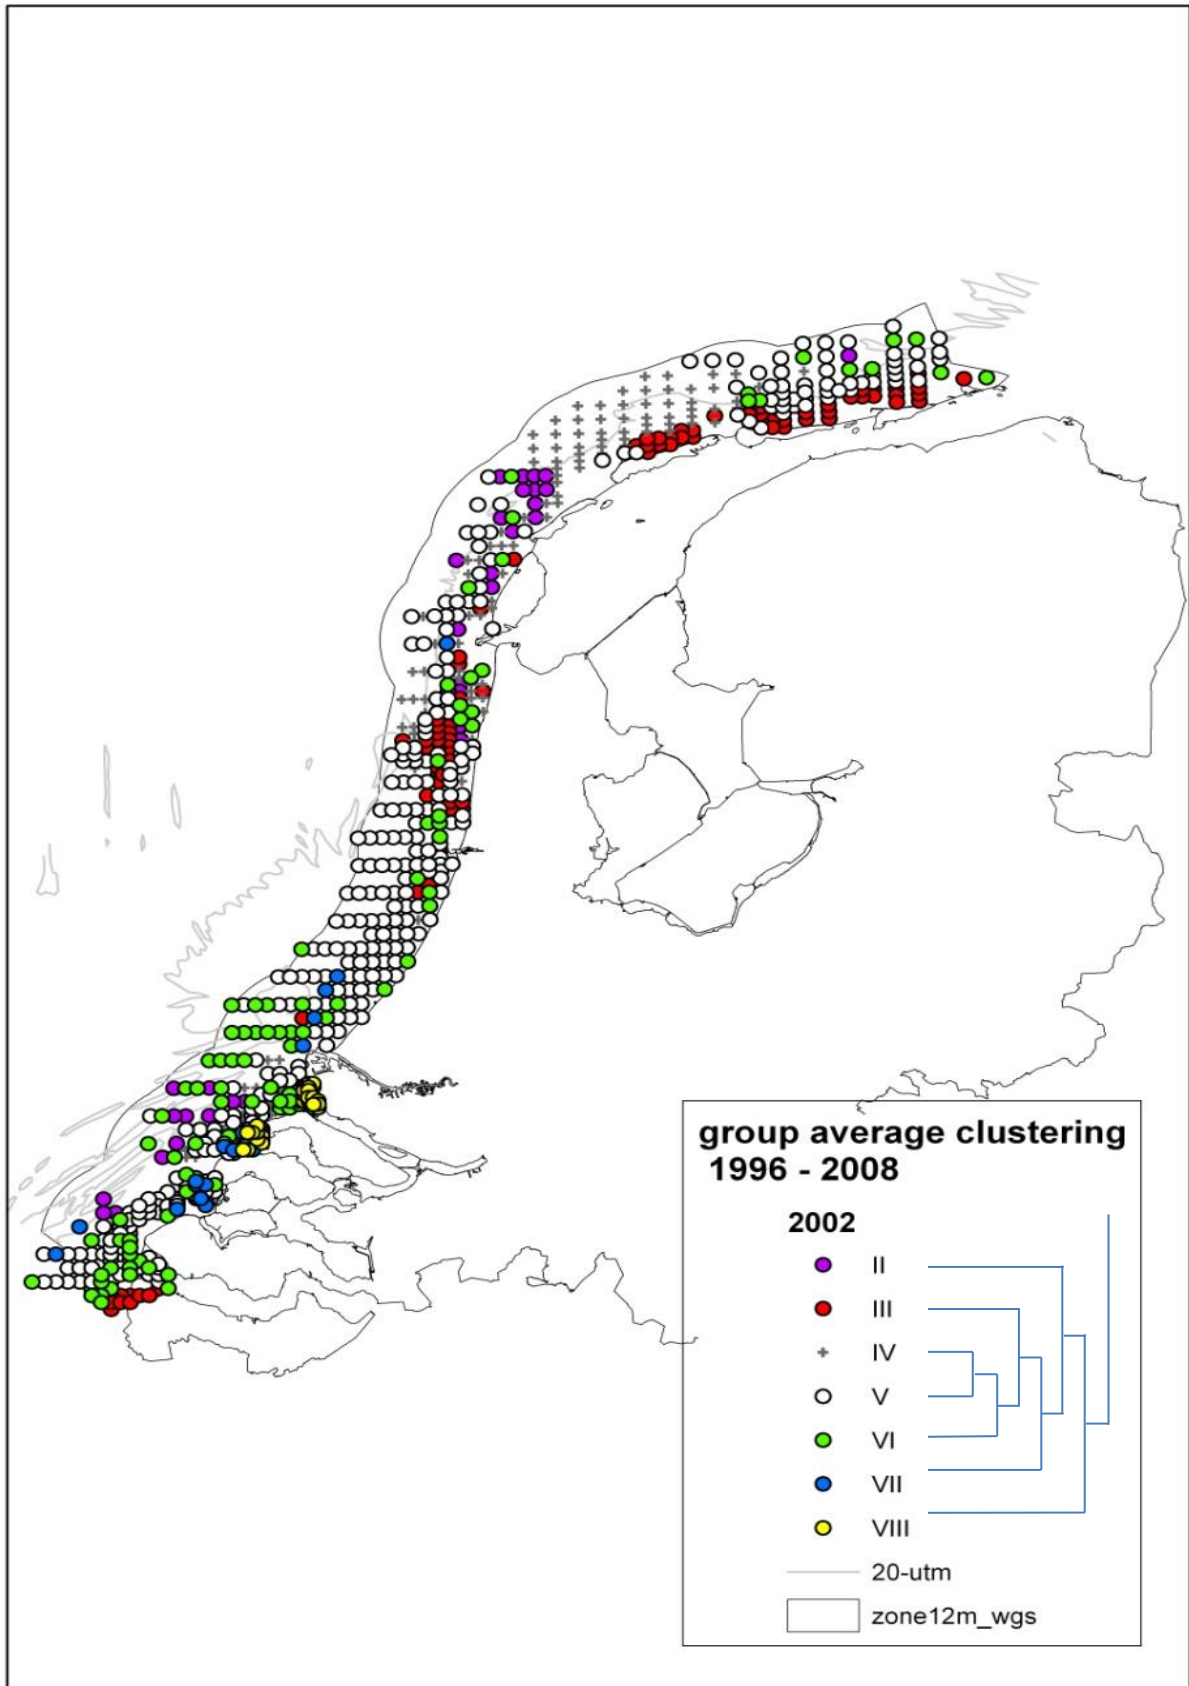 group average clustering
1996 - 2008
2002
II
III
IV
V
VI
VII
VIII
20-utm
zone12m_wgs